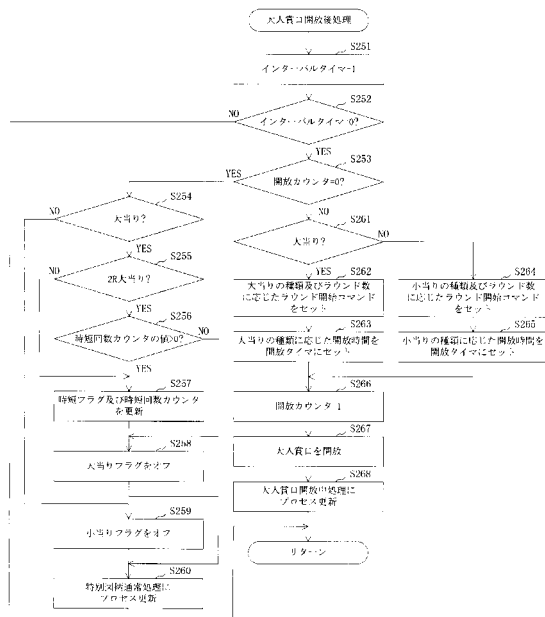 大入賞口開放後処理
S251
インターバルタイマ-1
S252
NO
インターバルタイマ=0?
YES
S253
YES
開放カウンタ=0?
S254
NO
大当り?
NO
S261
大当り?
NO
YES
S255
NO
2R大当り?
YES
S262
大当りの種類及びラウンド数
に応じたラウンド開始コマンド
をセット
S264
小当りの種類及びラウンド数
に応じたラウンド開始コマンド
をセット
YES
S256
時短回数カウンタの値>0?
NO
S263
大当りの種類に応じた開放時間を
開放タイマにセット
S265
小当りの種類に応じた開放時間を
開放タイマにセット
YES
S257
時短フラグ及び時短回数カウンタ
を更新
S266
開放カウンタ-1
S258
大当りフラグをオフ
S267
大入賞口を開放
S268
大入賞口開放中処理に
プロセス更新
S259
小当りフラグをオフ
リターン
S260
特別図柄通常処理に
プロセス更新